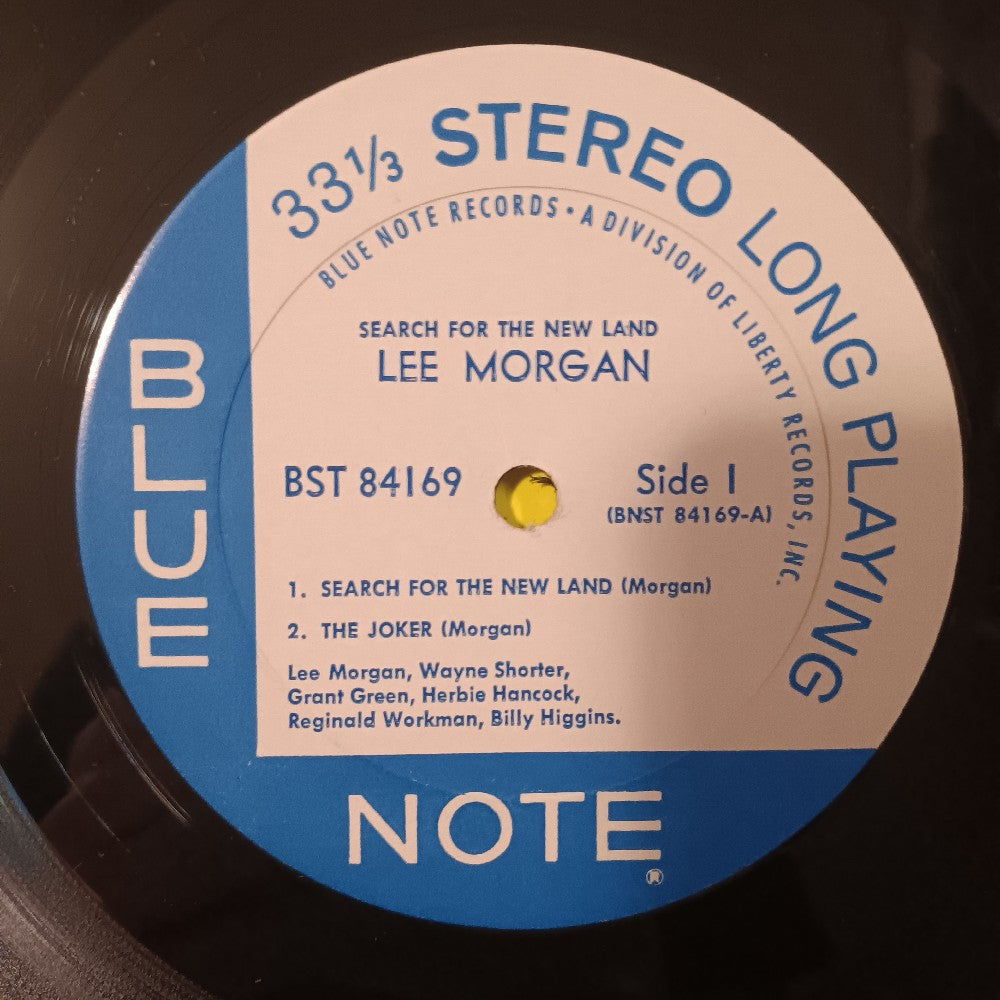 33⅓ STEREO LONG PLAYING
BLUE NOTE RECORDS • A DIVISION OF LIBERTY RECORDS, INC.
SEARCH FOR THE NEW LAND
LEE MORGAN
BST 84169
Side 1
(BNST 84169-A)
1. SEARCH FOR THE NEW LAND (Morgan)
2. THE JOKER (Morgan)
Lee Morgan, Wayne Shorter,
Grant Green, Herbie Hancock,
Reginald Workman, Billy Higgins.
BLUE
NOTE
®